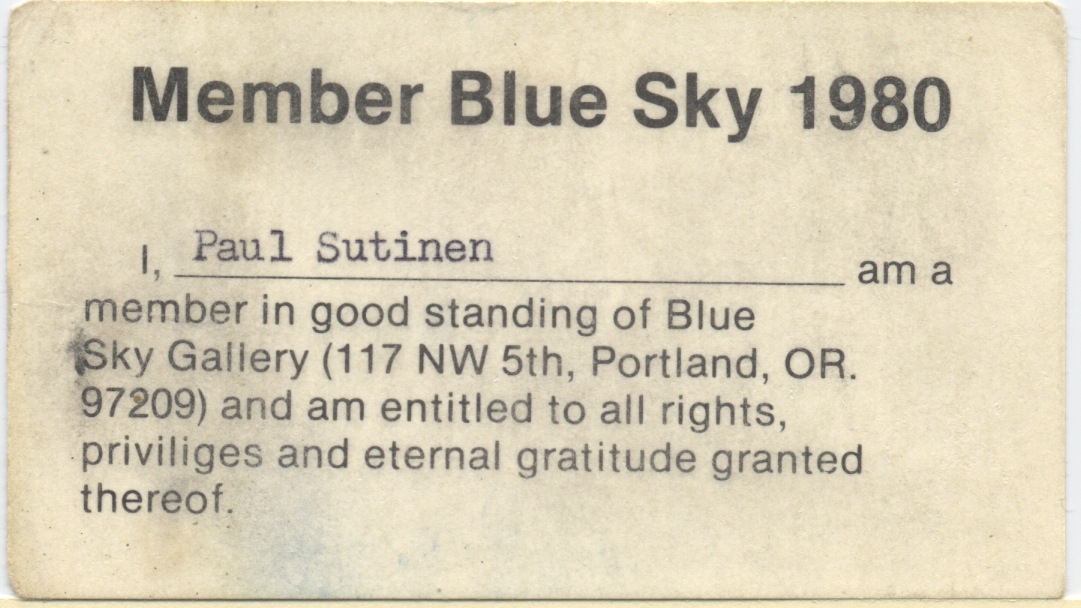 Member Blue Sky 1980
I, Paul Sutinen am a
member in good standing of Blue
Sky Gallery (117 NW 5th, Portland, OR.
97209) and am entitled to all rights,
priviliges and eternal gratitude granted
thereof.